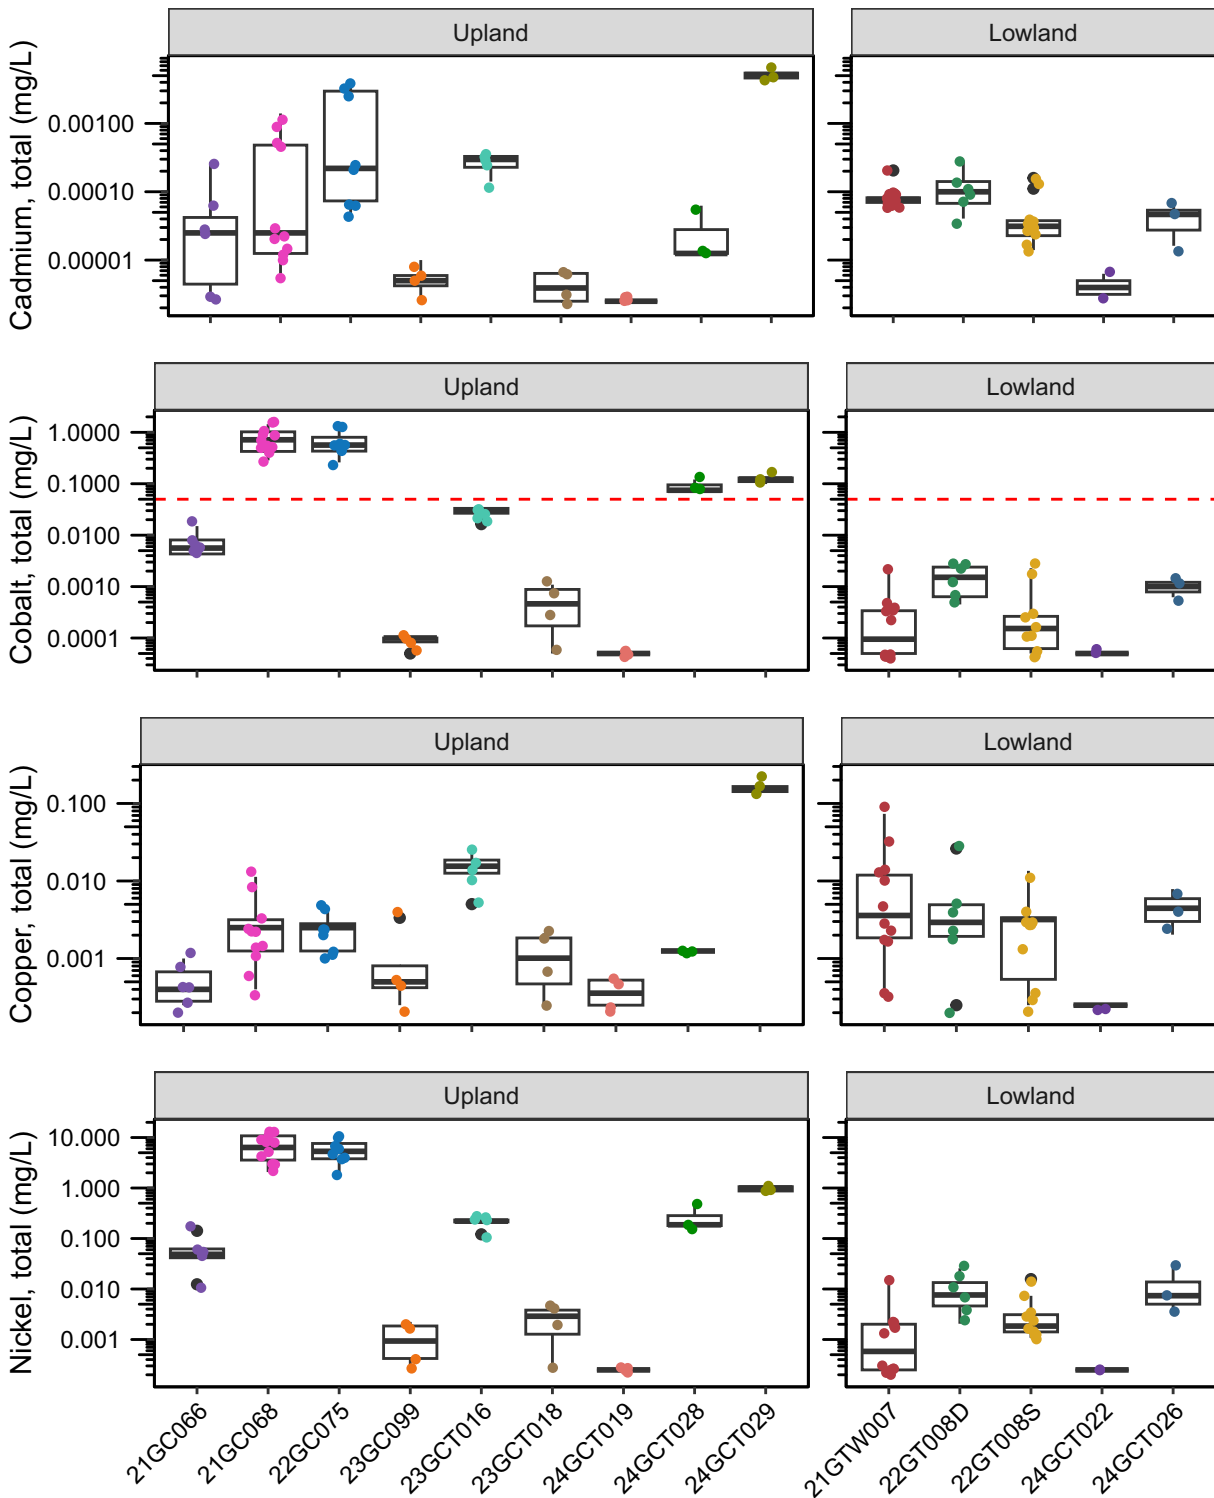 Upland
Lowland
Cadmium, total (mg/L)
0.00100
0.00010
0.00001
Upland
Lowland
Cobalt, total (mg/L)
1.0000
0.1000
0.0100
0.0010
0.0001
Upland
Lowland
Copper, total (mg/L)
0.100
0.010
0.001
Upland
Lowland
Nickel, total (mg/L)
10.000
1.000
0.100
0.010
0.001
21GC066
21GC068
22GC075
23GC099
23GCT016
23GCT018
24GCT019
24GCT028
24GCT029
21GTW007
22GT008D
22GT008S
24GCT022
24GCT026